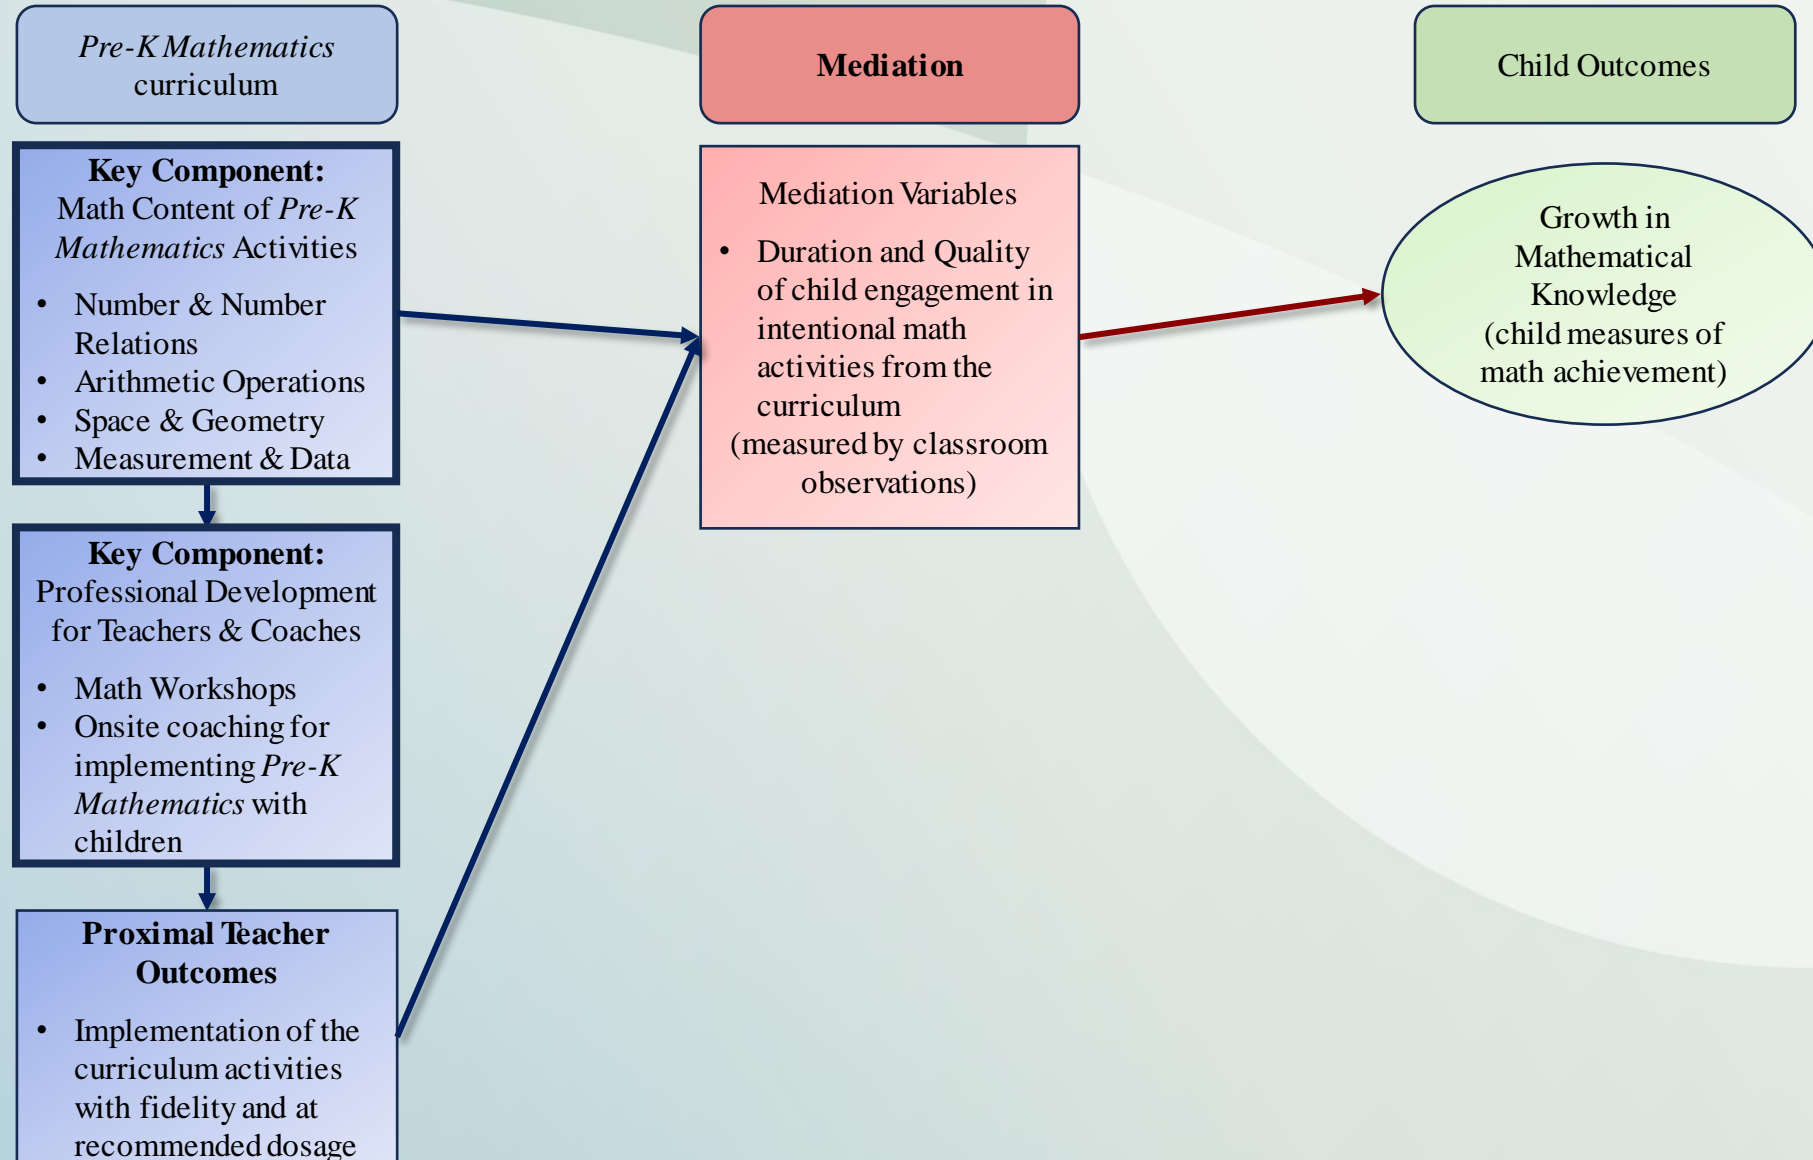 Pre-K Mathematics
curriculum
Key Component:
Math Content of Pre-K
Mathematics Activities
• Number & Number
Relations
• Arithmetic Operations
• Space & Geometry
• Measurement & Data
Key Component:
Professional Development
for Teachers & Coaches
• Math Workshops
• Onsite coaching for
implementing Pre-K
Mathematics with
children
Proximal Teacher
Outcomes
• Implementation of the
curriculum activities
with fidelity and at
recommended dosage
Mediation
Mediation Variables
• Duration and Quality
of child engagement in
intentional math
activities from the
curriculum
(measured by classroom
observations)
Child Outcomes
Growth in
Mathematical
Knowledge
(child measures of
math achievement)